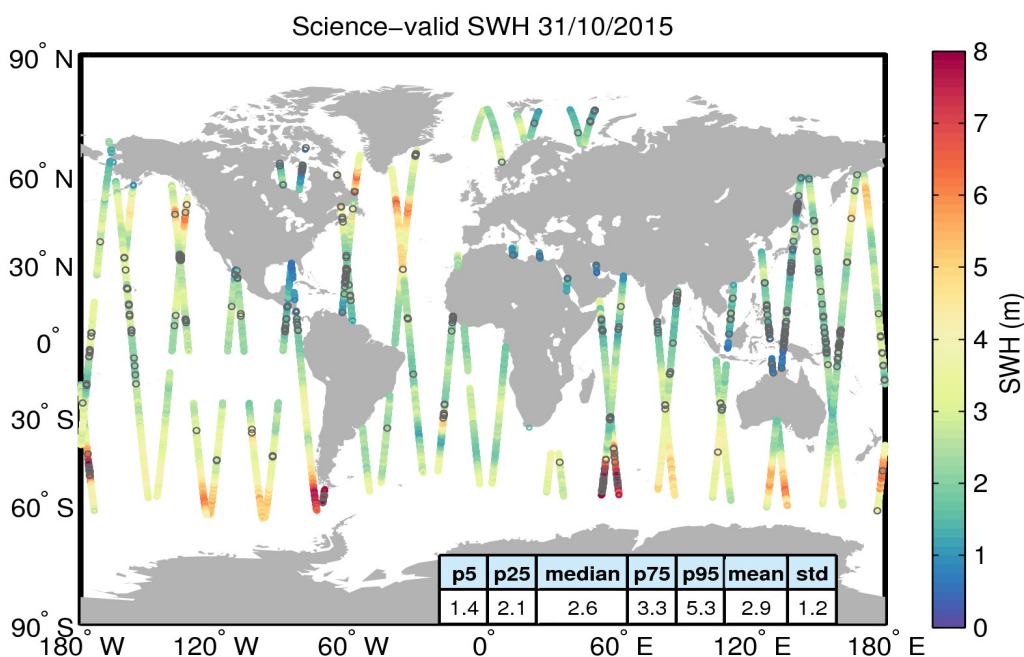 Science−valid SWH 31/10/2015
90° N
60° N
30° N
0°
30° S
60° S
90° S
180° W
120° W
60° W
0°
60° E
120° E
180° E
p5 p25 median p75 p95 mean std
1.4 2.1 2.6 3.3 5.3 2.9 1.2
8
7
6
5
4
3
2
1
0
SWH (m)